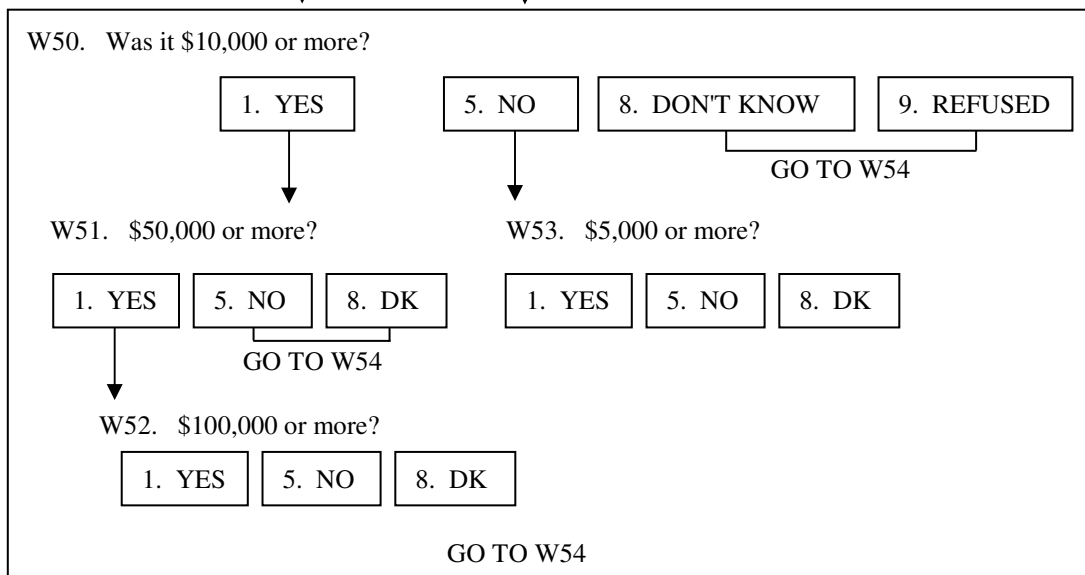 W50. Was it $10,000 or more?
1. YES 5. NO 8. DON'T KNOW 9. REFUSED
GO TO W54
W51. $50,000 or more? W53. $5,000 or more?
1. YES 5. NO 8. DK 1. YES 5. NO 8. DK
GO TO W54
W52. $100,000 or more?
1. YES 5. NO 8. DK
GO TO W54